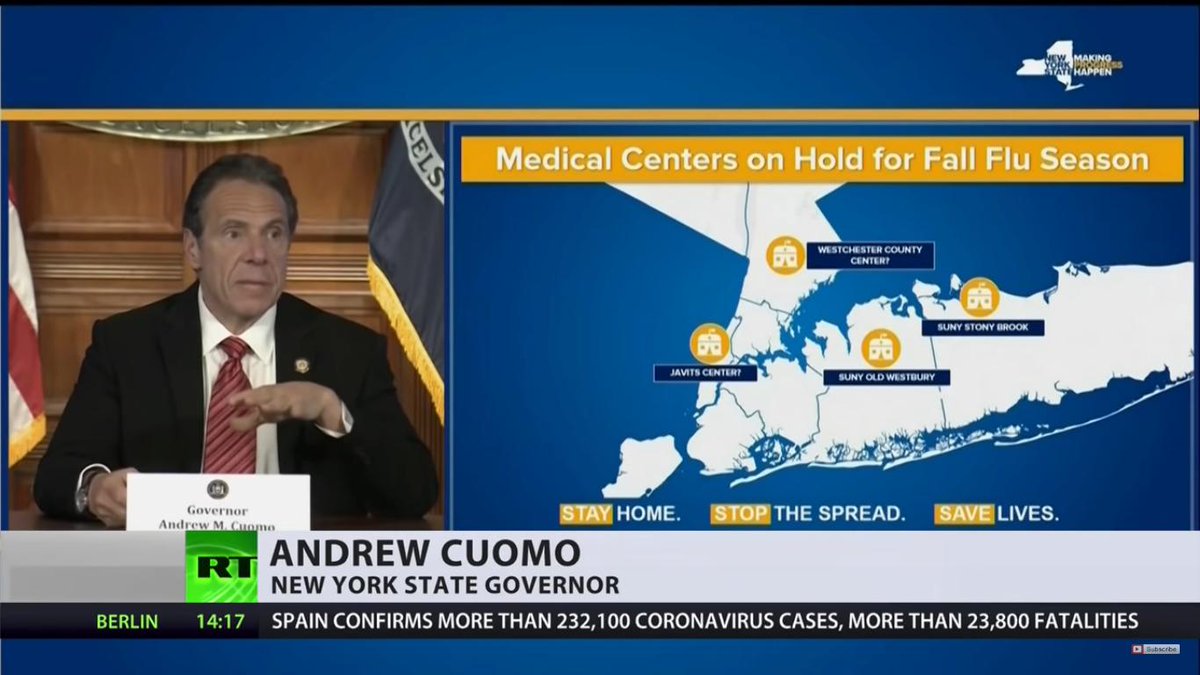 NEW YORK STATE
MAKING PROGRESS HAPPEN
EXCELS
Medical Centers on Hold for Fall Flu Season
WESTCHESTER COUNTY
CENTER?
SUNY STONY BROOK
JAVITS CENTER?
SUNY OLD WESTBURY
STAY HOME. STOP THE SPREAD. SAVE LIVES.
Governor
Andrew M. Cuomo
RT
ANDREW CUOMO
NEW YORK STATE GOVERNOR
BERLIN 14:17 SPAIN CONFIRMS MORE THAN 232,100 CORONAVIRUS CASES, MORE THAN 23,800 FATALITIES
Subscribe